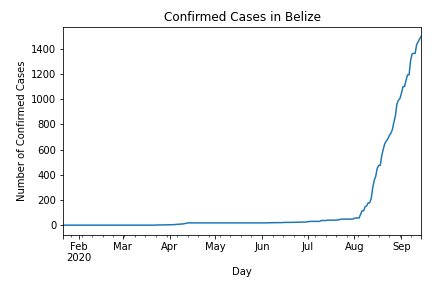 Confirmed Cases in Belize
Number of Confirmed Cases
1400
1200
1000
800
600
400
200
0
Feb Mar Apr May Jun Jul Aug Sep
2020
Day